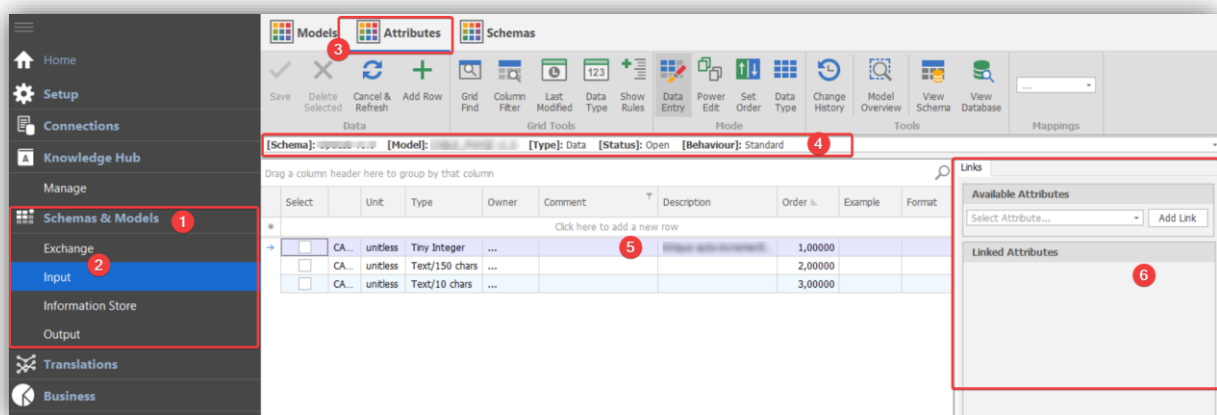 Home
Setup
Connections
Knowledge Hub
Manage
Schemas & Models
1
Exchange
2
Input
Information Store
Output
Translations
Business
Models
3
Attributes
Schemas
Save
Delete Selected
Cancel & Refresh
Add Row
Data
Grid Find
Column Filter
Last Modified
Data Type
Show Rules
Grid Tools
Data Entry
Power Edit
Set Order
Data Type
Mode
Change History
Model Overview
View Schema
View Database
Tools
...
Mappings
[Schema]: [Model]: [Type]: Data [Status]: Open [Behaviour]: Standard 4
Drag a column header here to group by that column
Select Unit Type Owner Comment Description Order Example Format
Click here to add a new row
CA... unitless Tiny Integer ... 5 1,00000
CA... unitless Text/150 chars ... 2,00000
CA... unitless Text/10 chars ... 3,00000
Links
Available Attributes
Select Attribute... Add Link
Linked Attributes
6